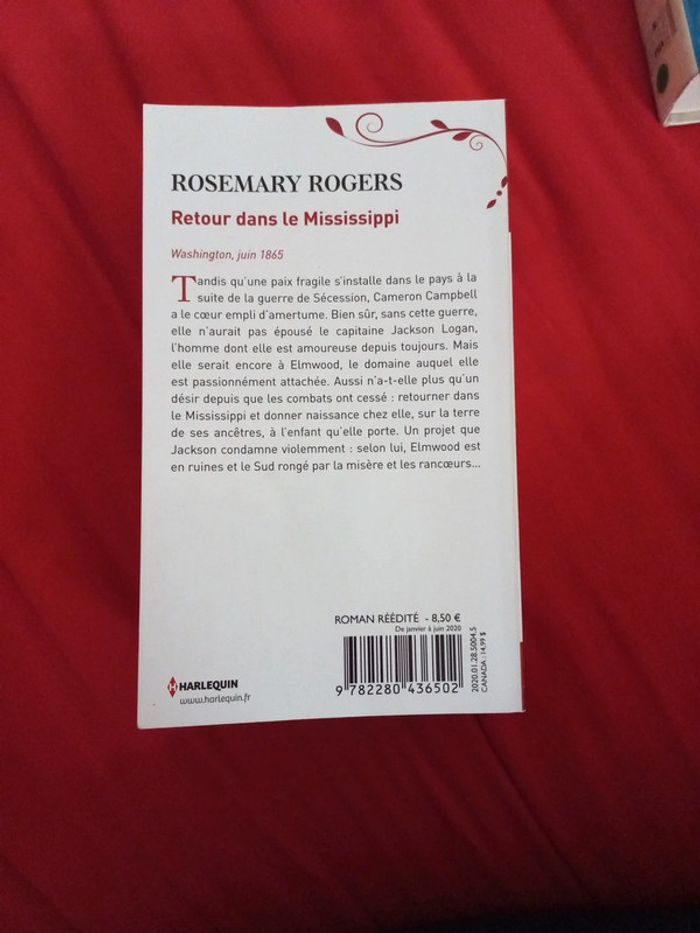 ROSEMARY ROGERS
Retour dans le Mississippi
Washington, juin 1865
Tandis qu'une paix fragile s'installe dans le pays à la
suite de la guerre de Sécession, Cameron Campbell
a le cœur empli d'amertume. Bien sûr, sans cette guerre,
elle n'aurait pas épousé le capitaine Jackson Logan,
l'homme dont elle est amoureuse depuis toujours. Mais
elle serait encore à Elmwood, le domaine auquel elle
est passionnément attachée. Aussi n'a-t-elle plus qu'un
désir depuis que les combats ont cessé : retourner dans
le Mississippi et donner naissance chez elle, sur la terre
de ses ancêtres, à l'enfant qu'elle porte. Un projet que
Jackson condamne violemment : selon lui, Elmwood est
en ruines et le Sud rongé par la misère et les rancœurs...
ROMAN RÉÉDITÉ - 8,50 €
De janvier à juin 2020
9 782280 436502
2020.01.28.5004.5
CANADA : 14,99 $
HARLEQUIN
www.harlequin.fr